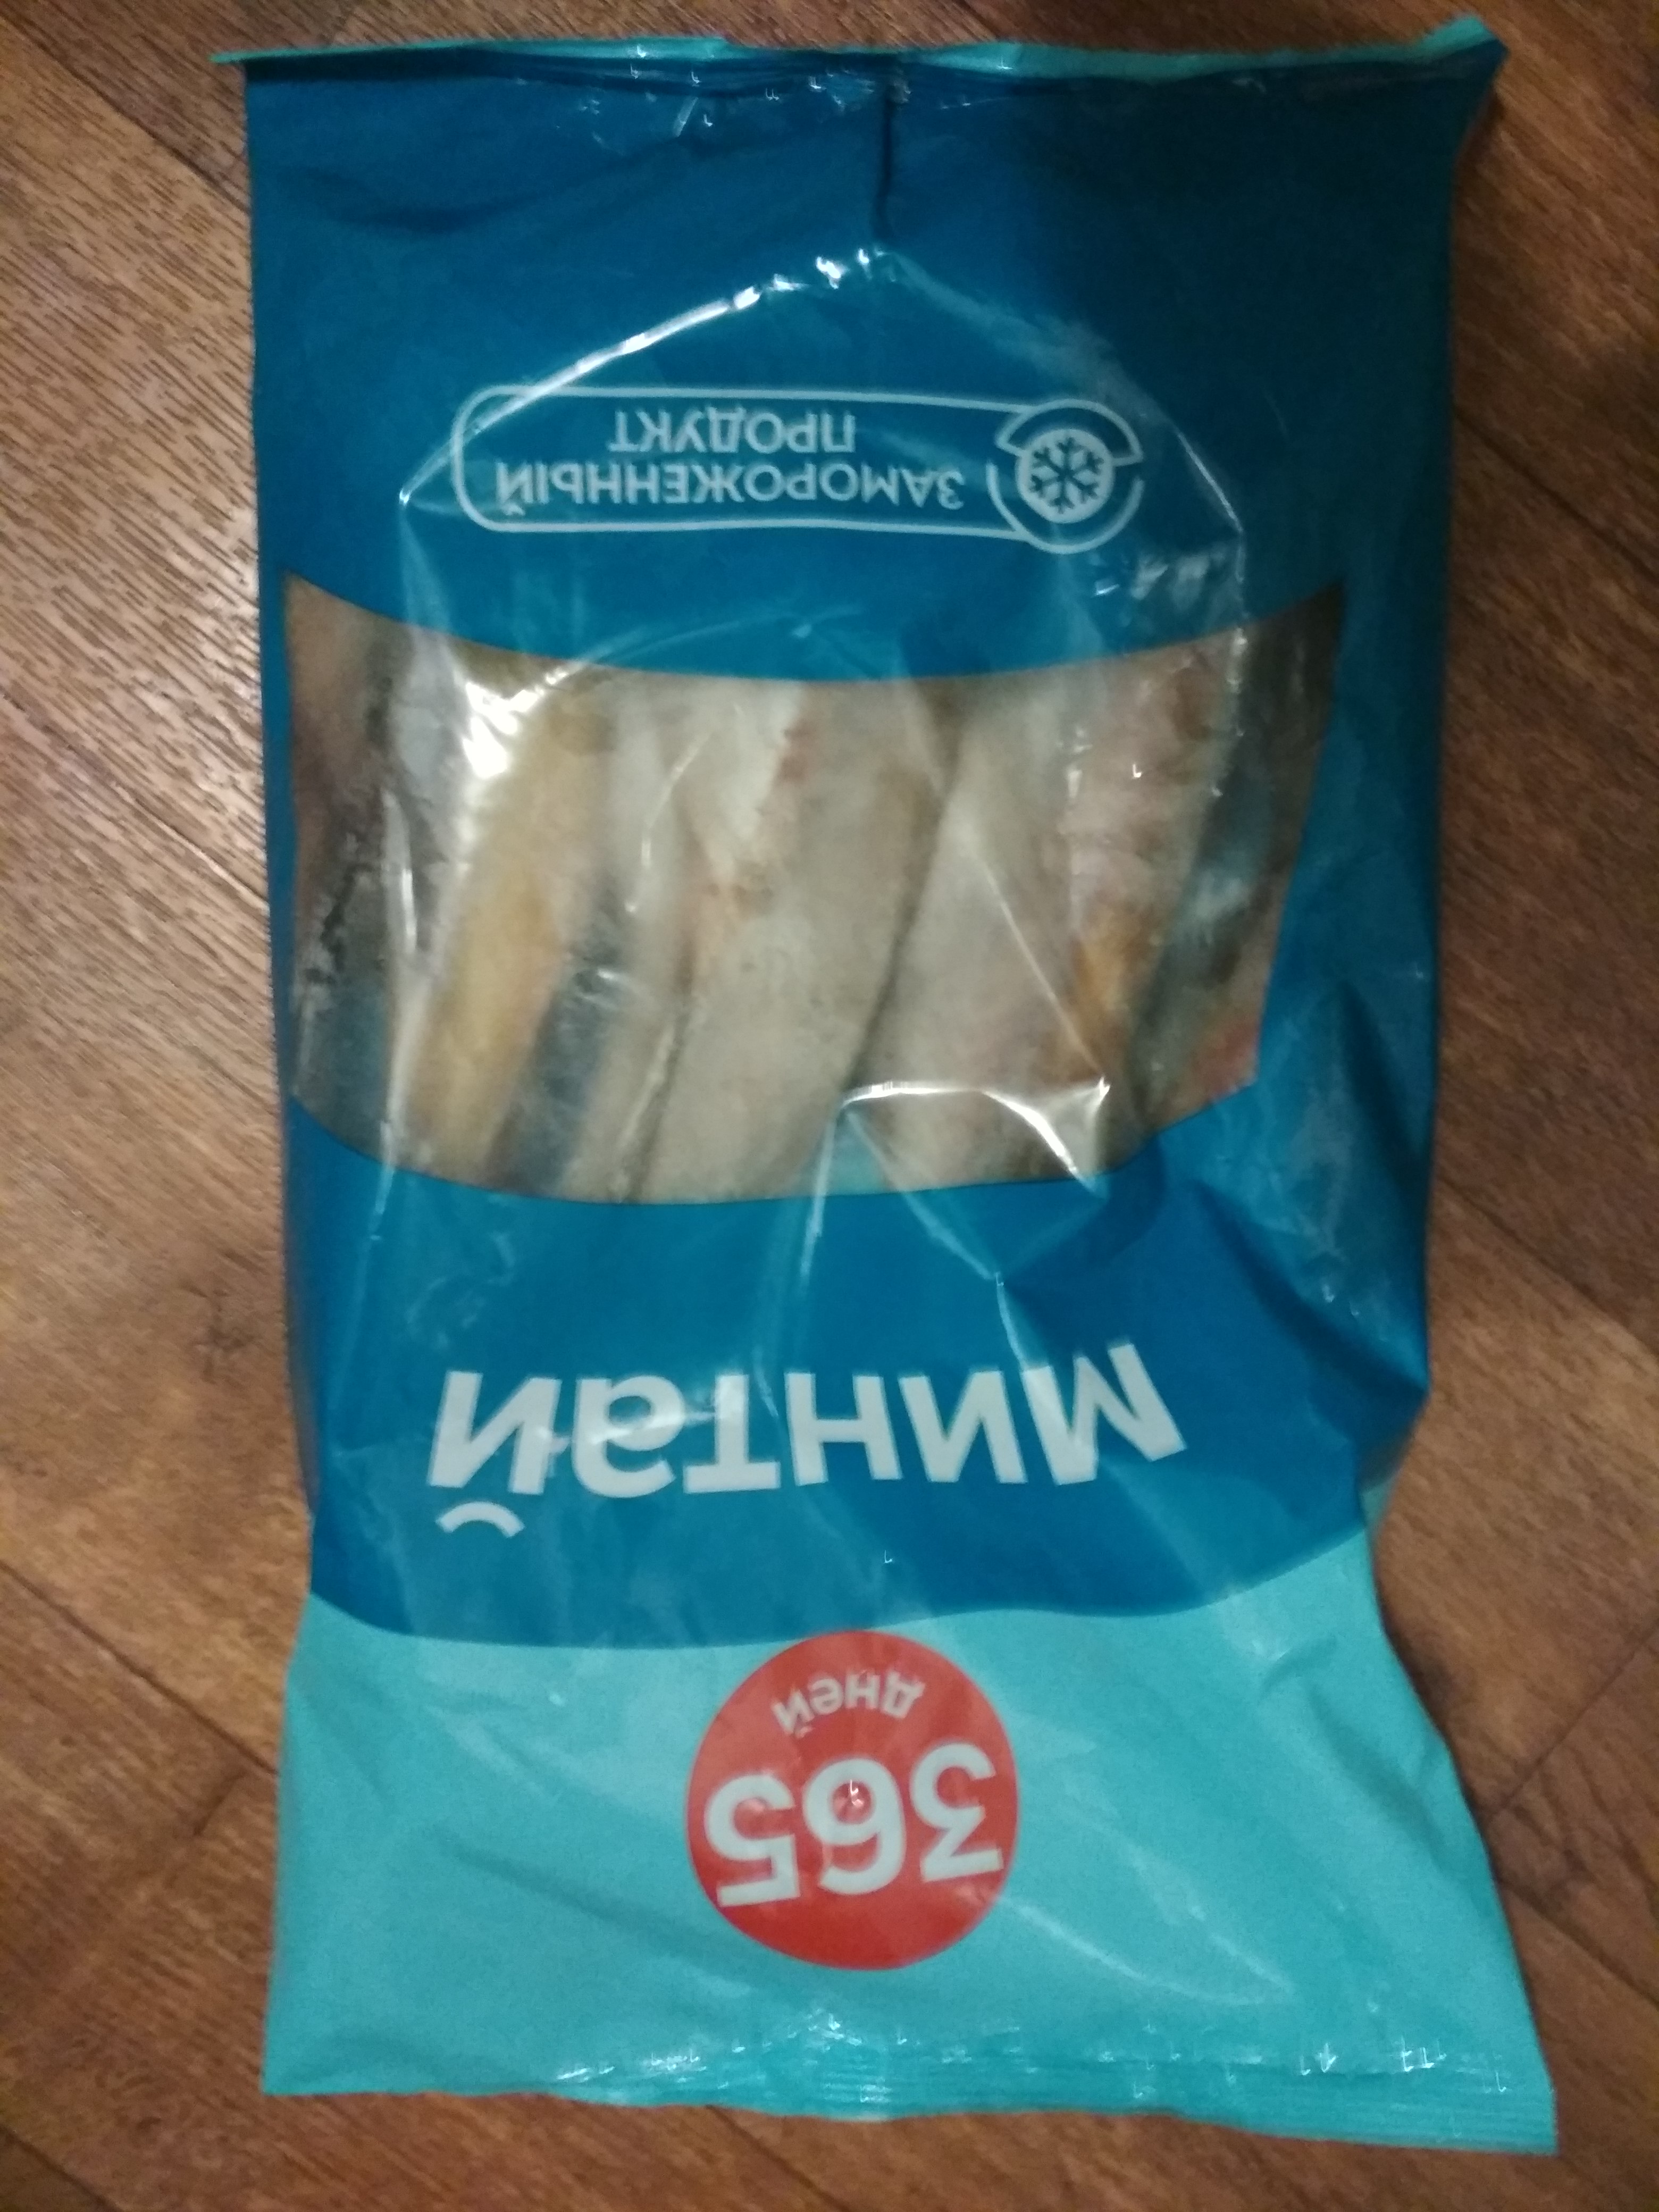 365
дней
Минтай
ЗАМОРОЖЕННЫЙ
ПРОДУКТ